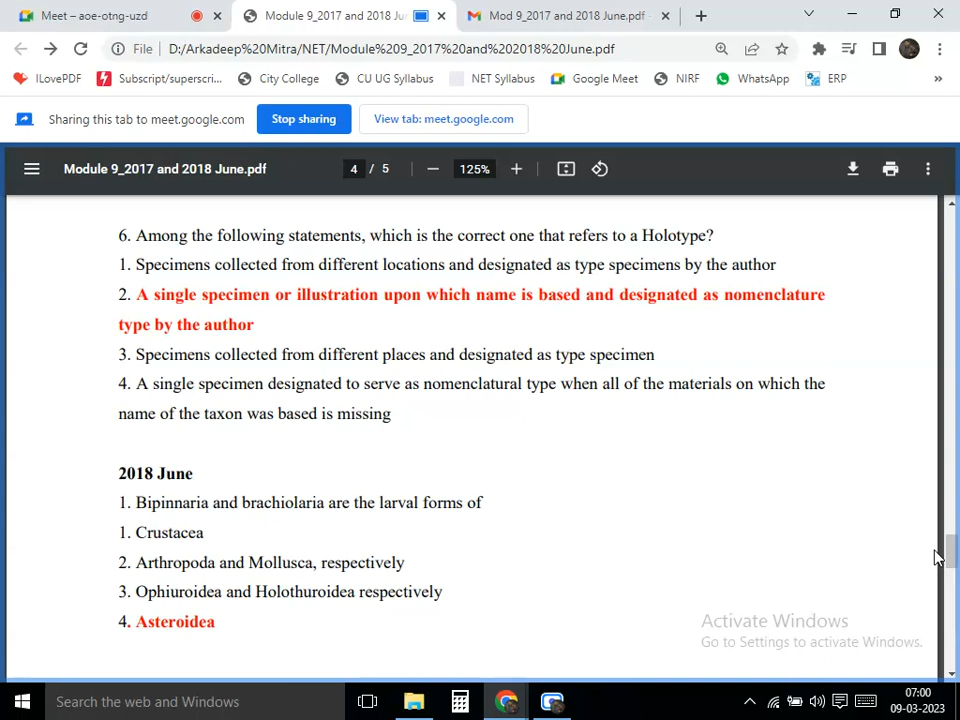 Meet – aoe-otng-uzd
Module 9_2017 and 2018 Ju
Mod 9_2017 and 2018 June.pdf
File
D:/Arkadeep%20Mitra/NET/Module%209_2017%20and%202018%20June.pdf
ILovePDF
Subscript/superscri...
City College
CU UG Syllabus
NET Syllabus
Google Meet
NIRF
WhatsApp
ERP
»
Sharing this tab to meet.google.com
Stop sharing
View tab: meet.google.com
Module 9_2017 and 2018 June.pdf
4 / 5
125%
6. Among the following statements, which is the correct one that refers to a Holotype?
1. Specimens collected from different locations and designated as type specimens by the author
2. A single specimen or illustration upon which name is based and designated as nomenclature
type by the author
3. Specimens collected from different places and designated as type specimen
4. A single specimen designated to serve as nomenclatural type when all of the materials on which the
name of the taxon was based is missing
2018 June
1. Bipinnaria and brachiolaria are the larval forms of
1. Crustacea
2. Arthropoda and Mollusca, respectively
3. Ophiuroidea and Holothuroidea respectively
4. Asteroidea
Activate Windows
Go to Settings to activate Windows.
Search the web and Windows
07:00
09-03-2023